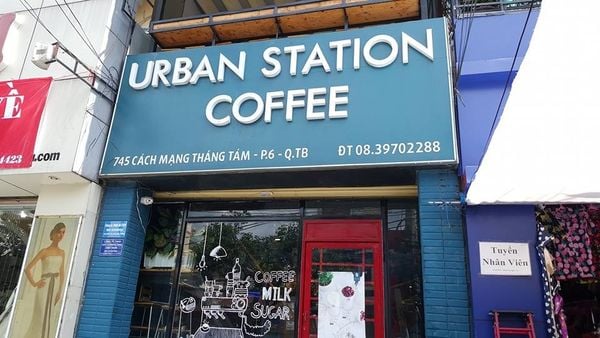 URBAN STATION
COFFEE
745 CÁCH MẠNG THÁNG TÁM - P.6 - Q.TB ĐT 08.39702288
4423
.com
COFFEE
MILK
SUGAR
Tuyển
Nhân Viên